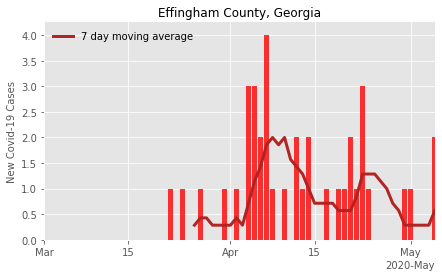 Effingham County, Georgia
7 day moving average
New Covid-19 Cases
4.0
3.5
3.0
2.5
2.0
1.5
1.0
0.5
0.0
Mar 15 Apr 15 May
2020-May